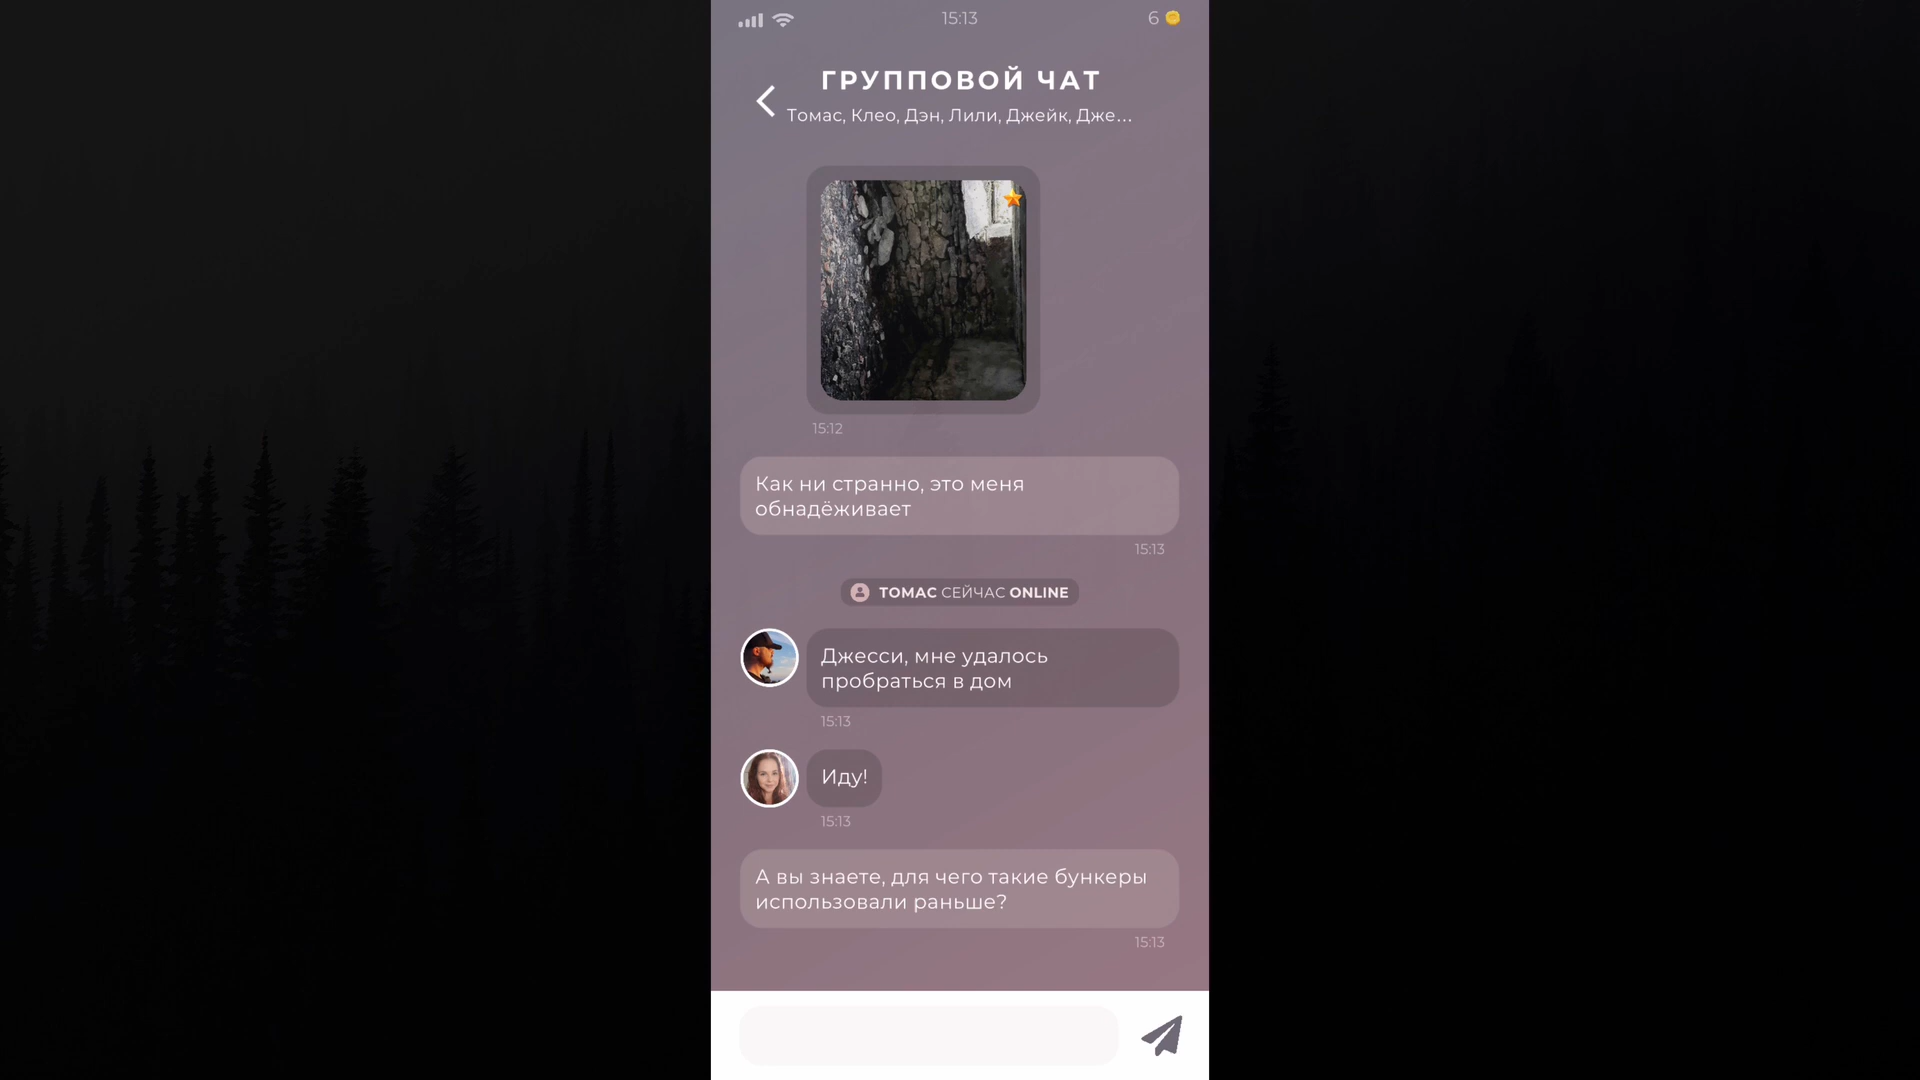 15:13
6
ГРУППОВОЙ ЧАТ
Томас, Клео, Дэн, Лили, Джейк, Дже...
15:12
Как ни странно, это меня
обнадёживает
15:13
ТОМАС СЕЙЧАС ONLINE
Джесси, мне удалось
пробраться в дом
15:13
Иду!
15:13
А вы знаете, для чего такие бункеры
использовали раньше?
15:13